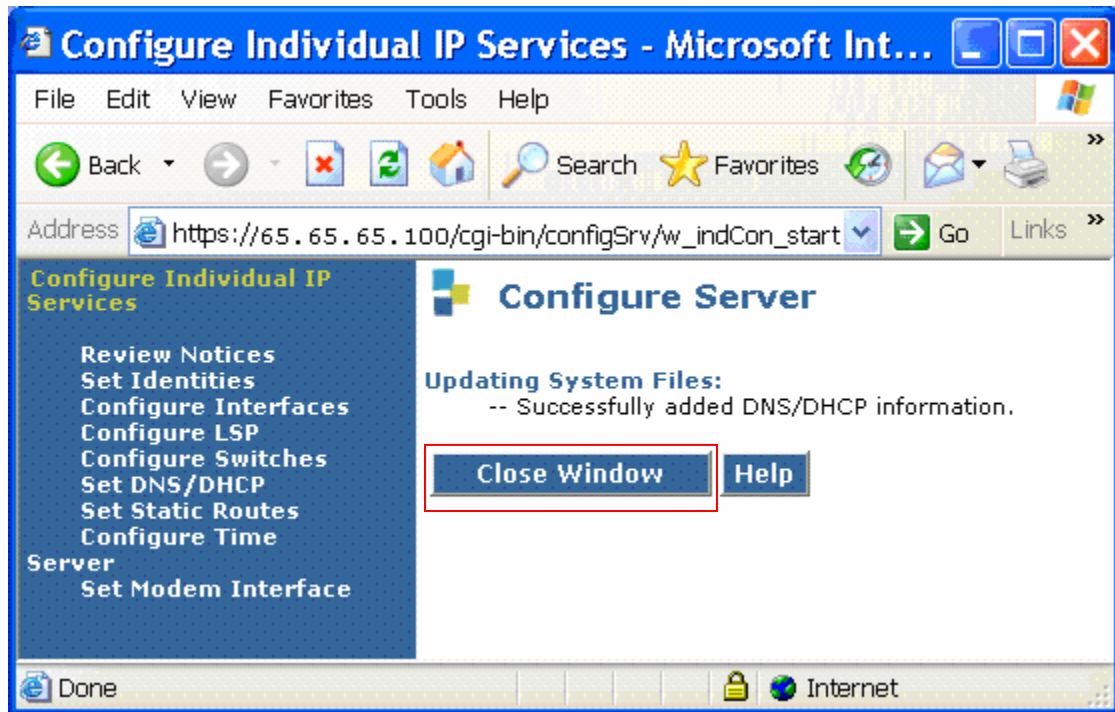 Configure Individual IP Services - Microsoft Int...
File Edit View Favorites Tools Help
Back Search Favorites »
Address https://65.65.65.100/cgi-bin/configSrv/w_indCon_start Go Links »
Configure Individual IP
Services
Review Notices
Set Identities
Configure Interfaces
Configure LSP
Configure Switches
Set DNS/DHCP
Set Static Routes
Configure Time
Server
Set Modem Interface
Configure Server
Updating System Files:
-- Successfully added DNS/DHCP information.
Close Window Help
Done Internet